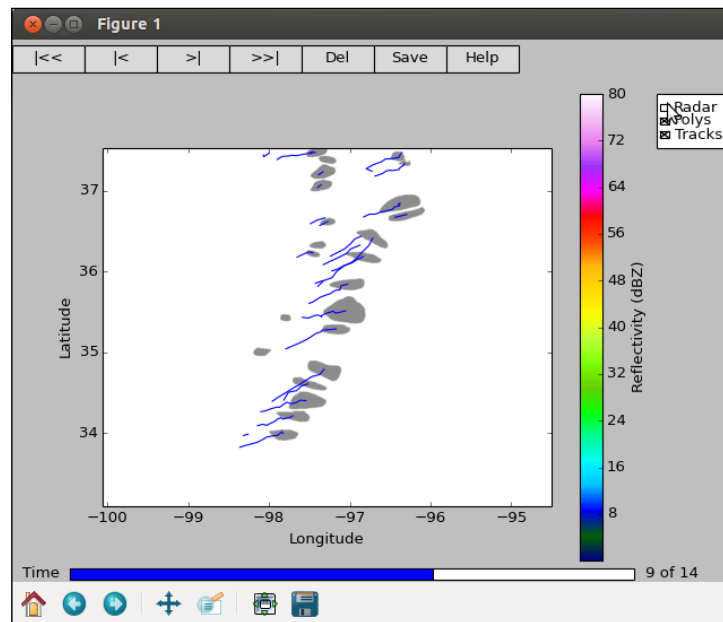 Figure 1
|<< |< >| >>| Del Save Help
80
72
64
56
48
40
32
24
16
8
Reflectivity (dBZ)
Radar
Polys
Tracks
37
36
35
34
Latitude
−100 −99 −98 −97 −96 −95
Longitude
Time 9 of 14